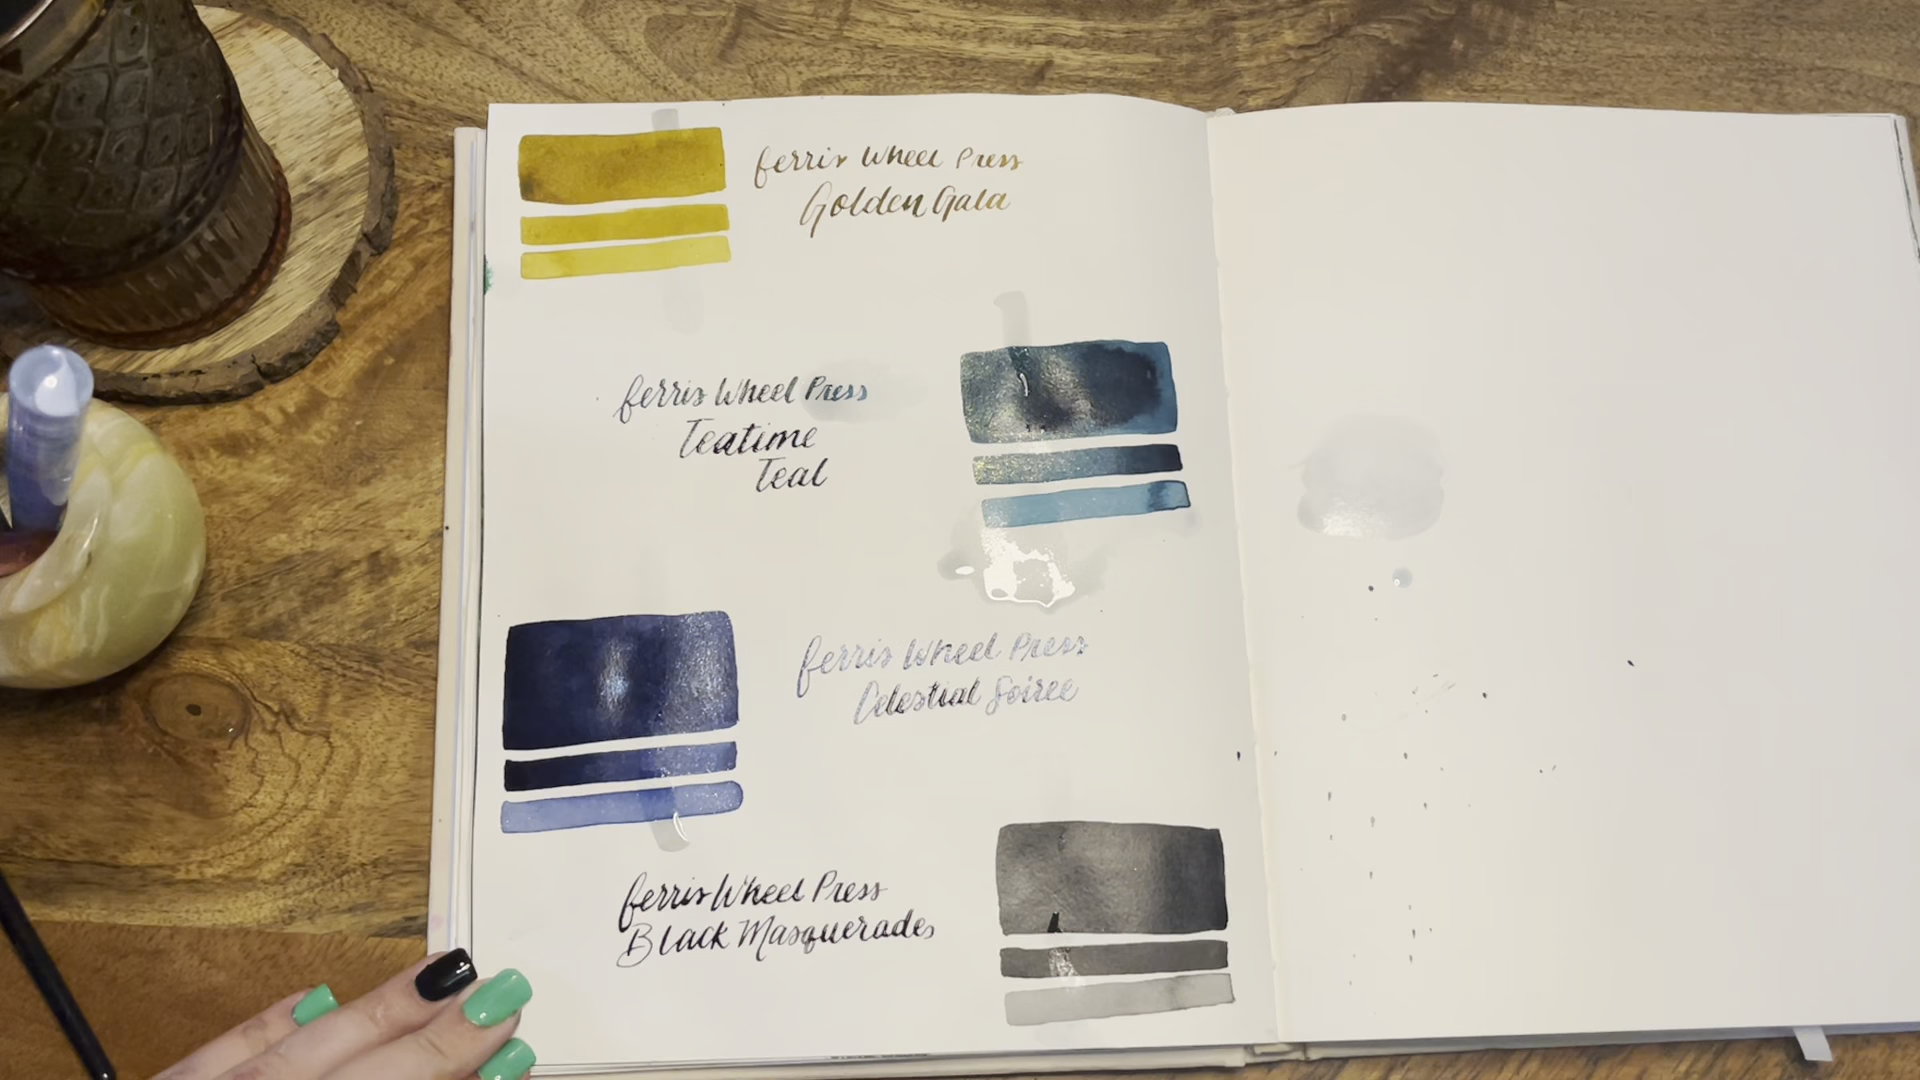 Ferris Wheel Press
Golden Gala
Ferris Wheel Press
Teatime
Teal
Ferris Wheel Press
Celestial Soiree
Ferris Wheel Press
Black Masquerades